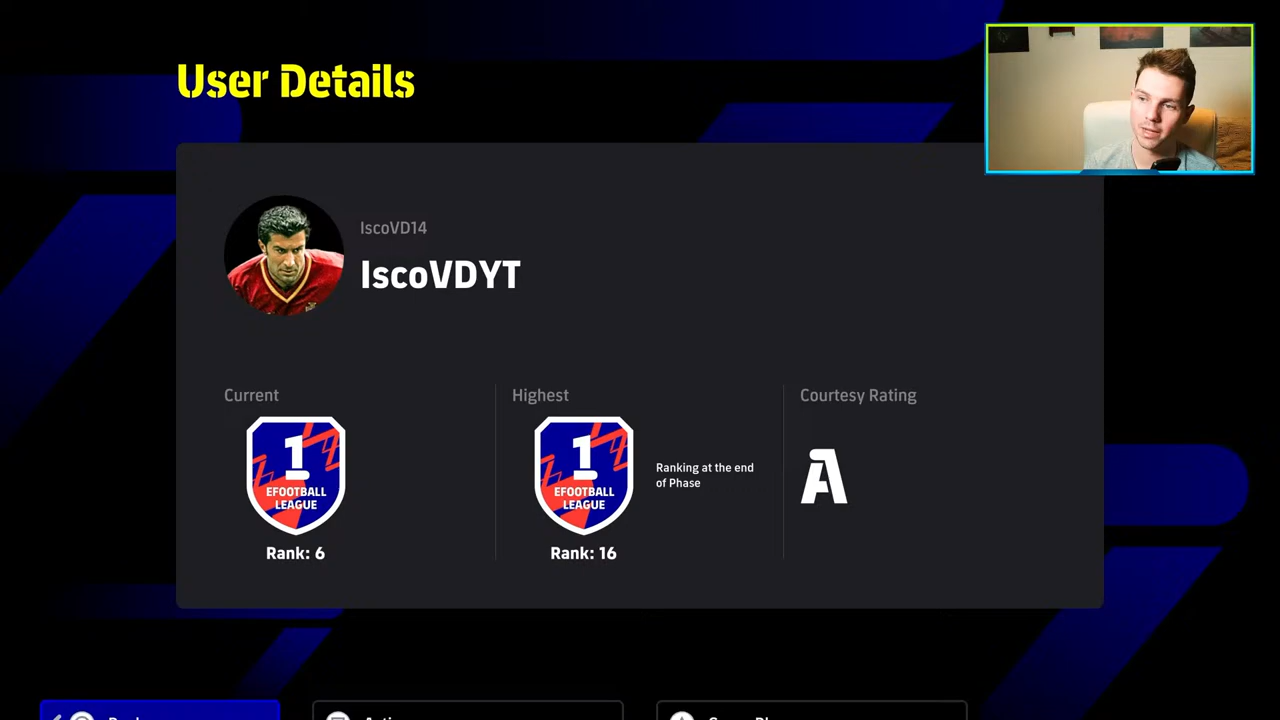 User Details
IscoVD14
IscoVDYT
Current
1
EFOOTBALL
LEAGUE
Rank: 6
Highest
1
EFOOTBALL
LEAGUE
Rank: 16
Ranking at the end
of Phase
Courtesy Rating
A